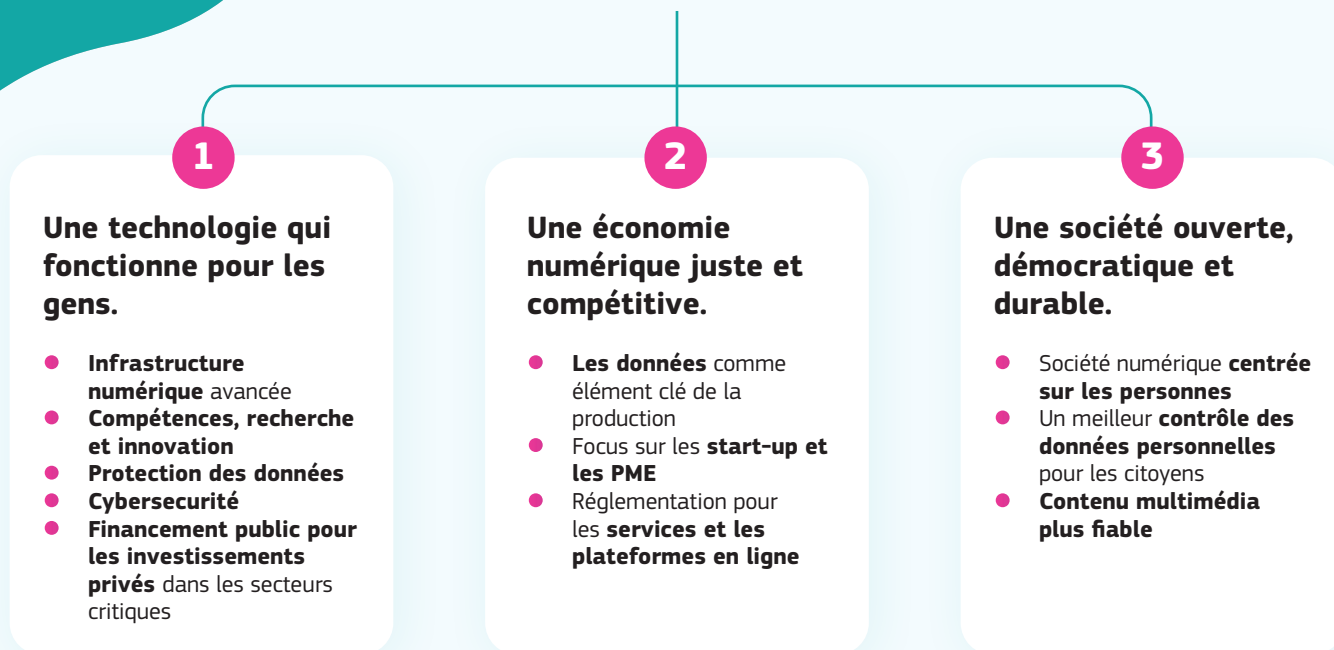 1
Une technologie qui
fonctionne pour les
gens.
● Infrastructure
numérique avancée
● Compétences, recherche
et innovation
● Protection des données
● Cybersecurité
● Financement public pour
les investissements
privés dans les secteurs
critiques
2
Une économie
numérique juste et
compétitive.
● Les données comme
élément clé de la
production
● Focus sur les start-up et
les PME
● Réglementation pour
les services et les
plateformes en ligne
3
Une société ouverte,
démocratique et
durable.
● Société numérique centrée
sur les personnes
● Un meilleur contrôle des
données personnelles
pour les citoyens
● Contenu multimédia
plus fiable